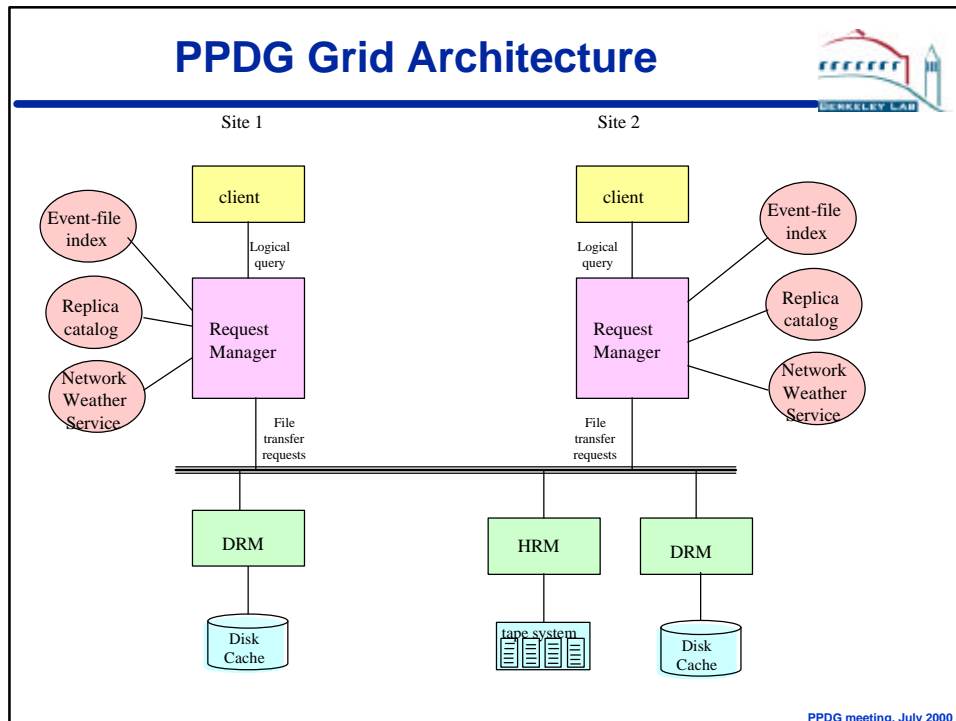 PPDG Grid Architecture
BERKELEY LAB
Site 1
Site 2
client
client
Event-file
index
Event-file
index
Logical
query
Logical
query
Replica
catalog
Request
Manager
Request
Manager
Replica
catalog
Network
Weather
Service
Network
Weather
Service
File
transfer
requests
File
transfer
requests
DRM
HRM
DRM
Disk
Cache
tape system
Disk
Cache
PPDG meeting, July 2000